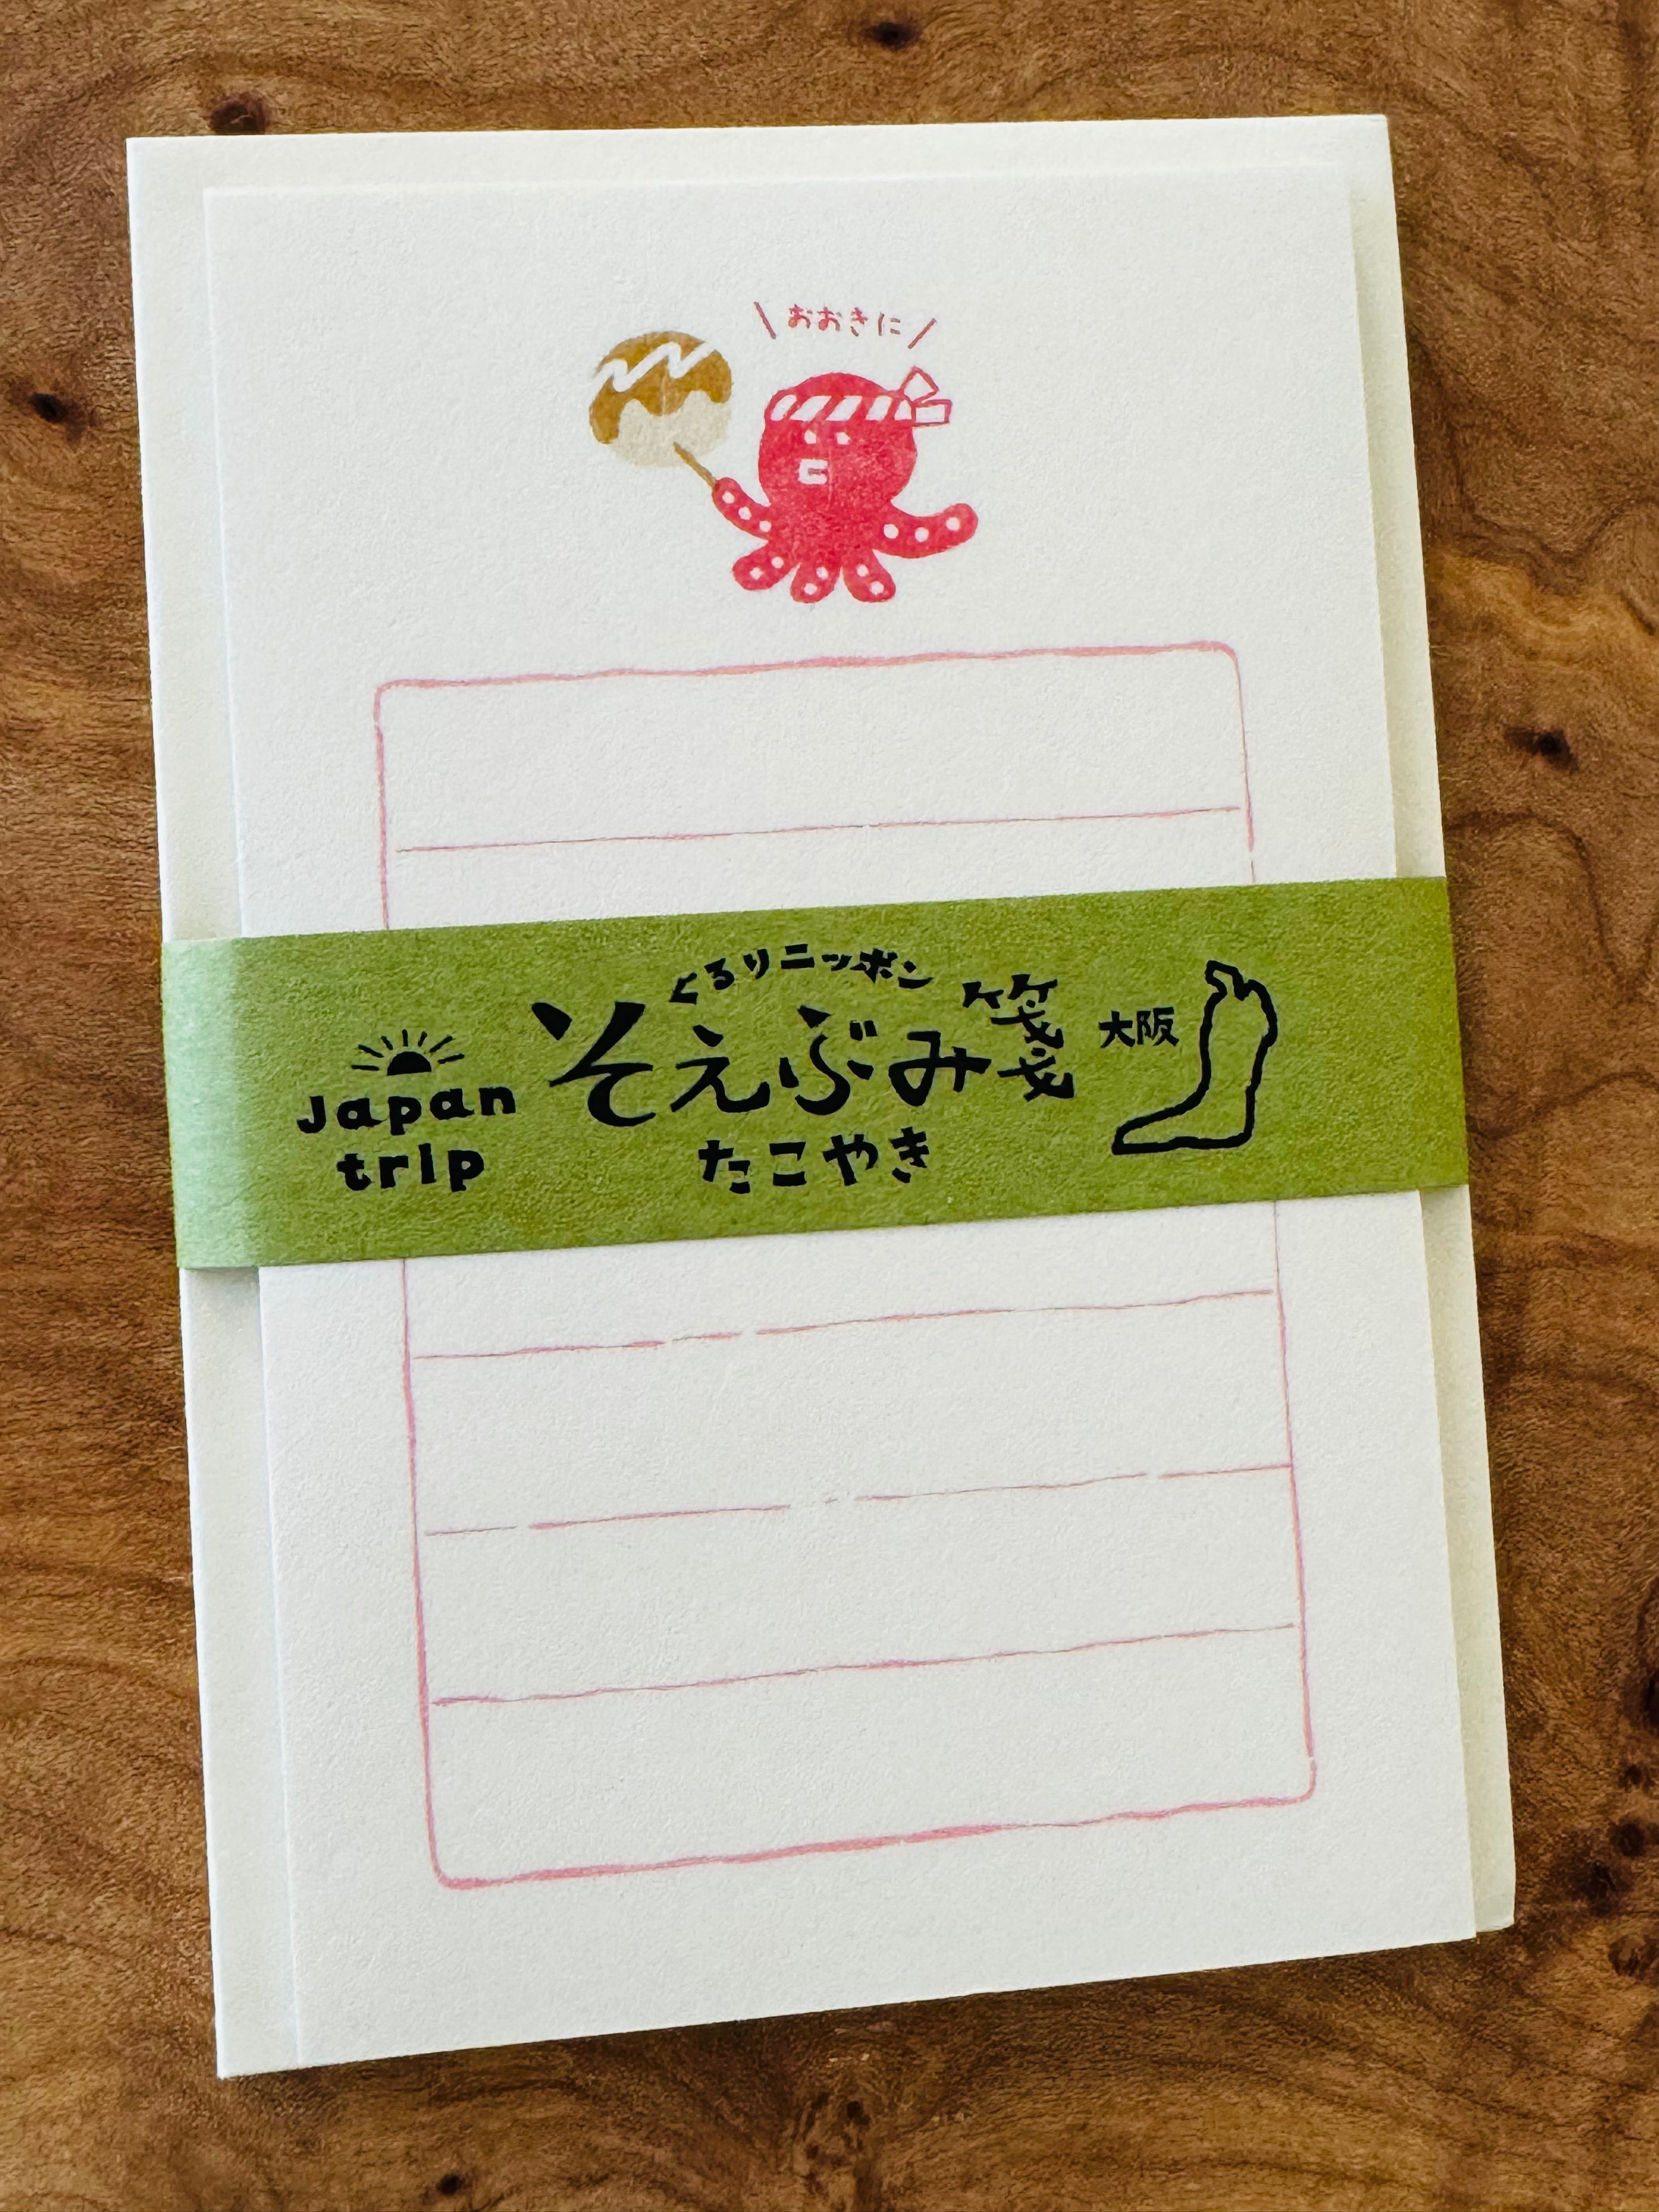 おおきに
Japan
trip
ぐるりニッポン
そえぶみ箋
たこやき
大阪